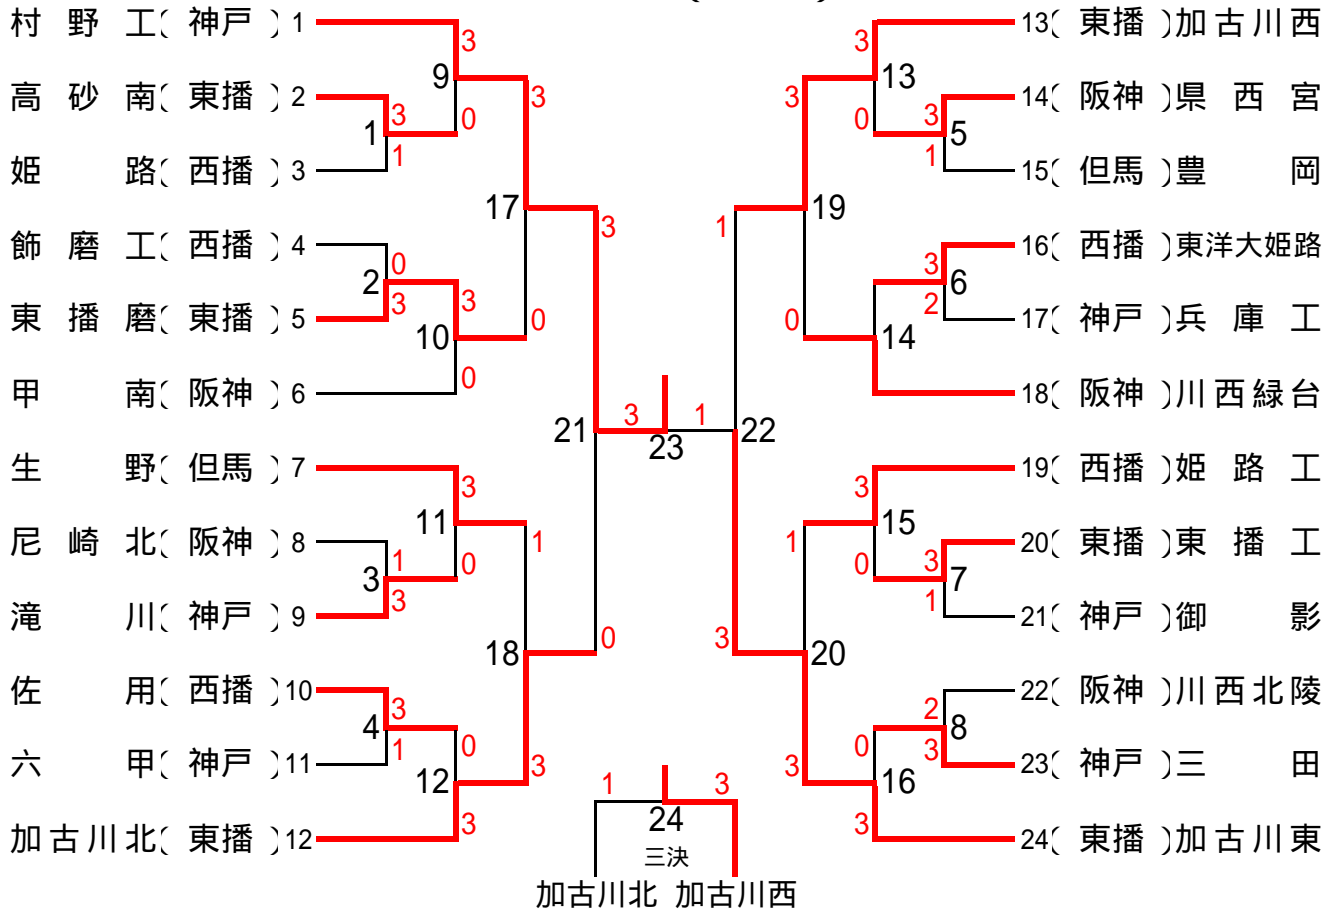 村野工(神戸)1
高砂南(東播)2
姫路(西播)3
飾磨工(西播)4
東播磨(東播)5
甲南(阪神)6
生野(但馬)7
尼崎北(阪神)8
滝川(神戸)9
佐用(西播)10
六甲(神戸)11
加古川北(東播)12
3
9
3
0
3
1
1
17
3
0
2
3
3
0
10
0
21
3
3
11
1
1
0
3
3
18
0
3
4
1
0
12
3
3
3
23
1
22
13(東播)加古川西
14(阪神)県西宮
15(但馬)豊岡
16(西播)東洋大姫路
17(神戸)兵庫工
18(阪神)川西緑台
19(西播)姫路工
20(東播)東播工
21(神戸)御影
22(阪神)川西北陵
23(神戸)三田
24(東播)加古川東
3
13
3
0
3
5
1
1
19
3
6
2
0
14
3
15
1
0
3
7
1
3
20
2
8
0
3
3
16
3
1
3
24
三決
加古川北 加古川西